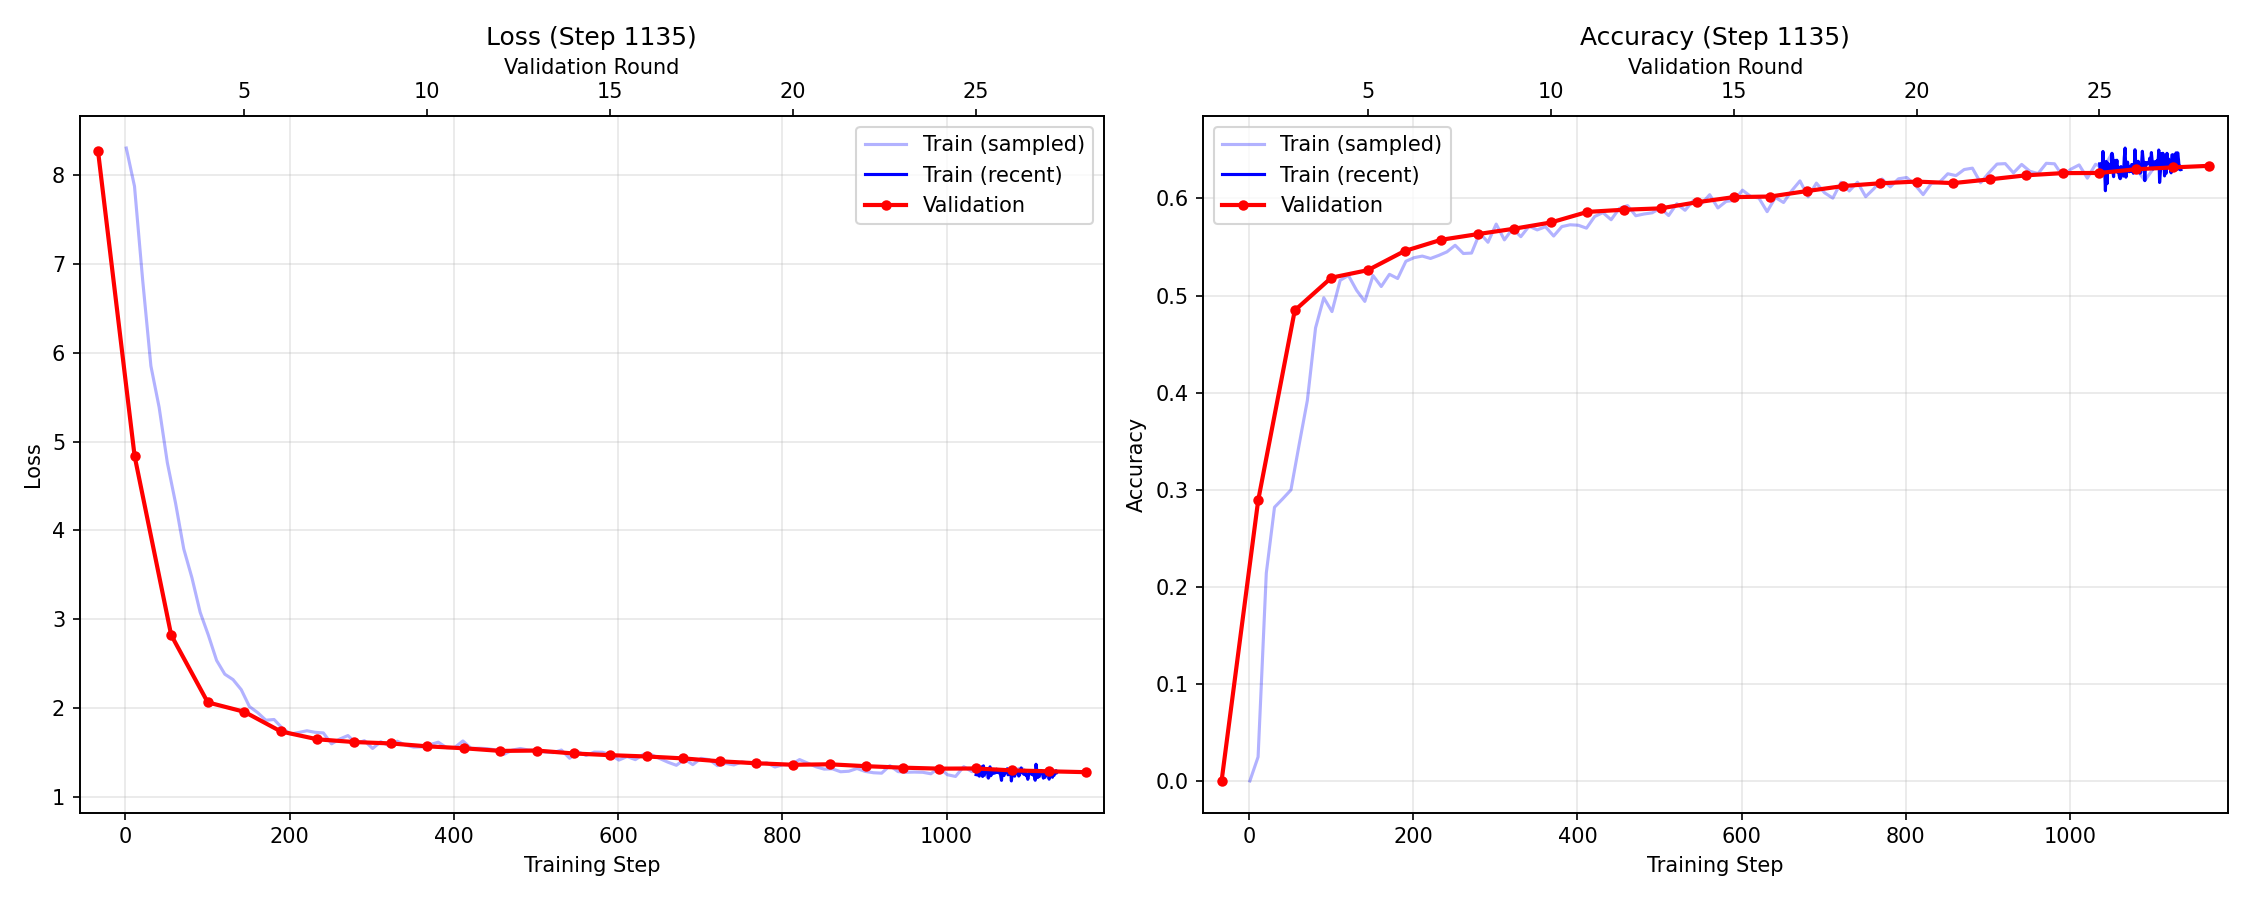 Loss (Step 1135)
Validation Round
5 10 15 20 25
Train (sampled)
Train (recent)
Validation
8
7
6
5
4
3
2
1
Loss
0 200 400 600 800 1000
Training Step
Accuracy (Step 1135)
Validation Round
5 10 15 20 25
Train (sampled)
Train (recent)
Validation
0.6
0.5
0.4
0.3
0.2
0.1
0.0
Accuracy
0 200 400 600 800 1000
Training Step